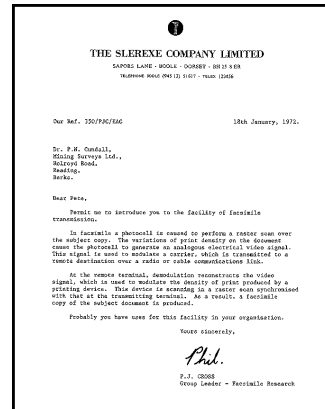 THE SLEREXE COMPANY LIMITED
SAPORS LANE - BOOLE - DORSET - BH 25 8 ER
TELEPHONE BOOLE (945 13) 51617 - TELEX 123456
Our Ref. 350/PJC/EAC 18th January, 1972.
Dr. P.N. Cundall,
Mining Surveys Ltd.,
Holroyd Road,
Reading,
Berks.
Dear Pete,
Permit me to introduce you to the facility of facsimile
transmission.
In facsimile a photocell is caused to perform a raster scan over
the subject copy. The variations of print density on the document
cause the photocell to generate an analogous electrical video signal.
This signal is used to modulate a carrier, which is transmitted to a
remote destination over a radio or cable communications link.
At the remote terminal, demodulation reconstructs the video
signal, which is used to modulate the density of print produced by a
printing device. This device is scanning in a raster scan synchronised
with that at the transmitting terminal. As a result, a facsimile
copy of the subject document is produced.
Probably you have uses for this facility in your organisation.
Yours sincerely,
Phil.
P.J. CROSS
Group Leader - Facsimile Research